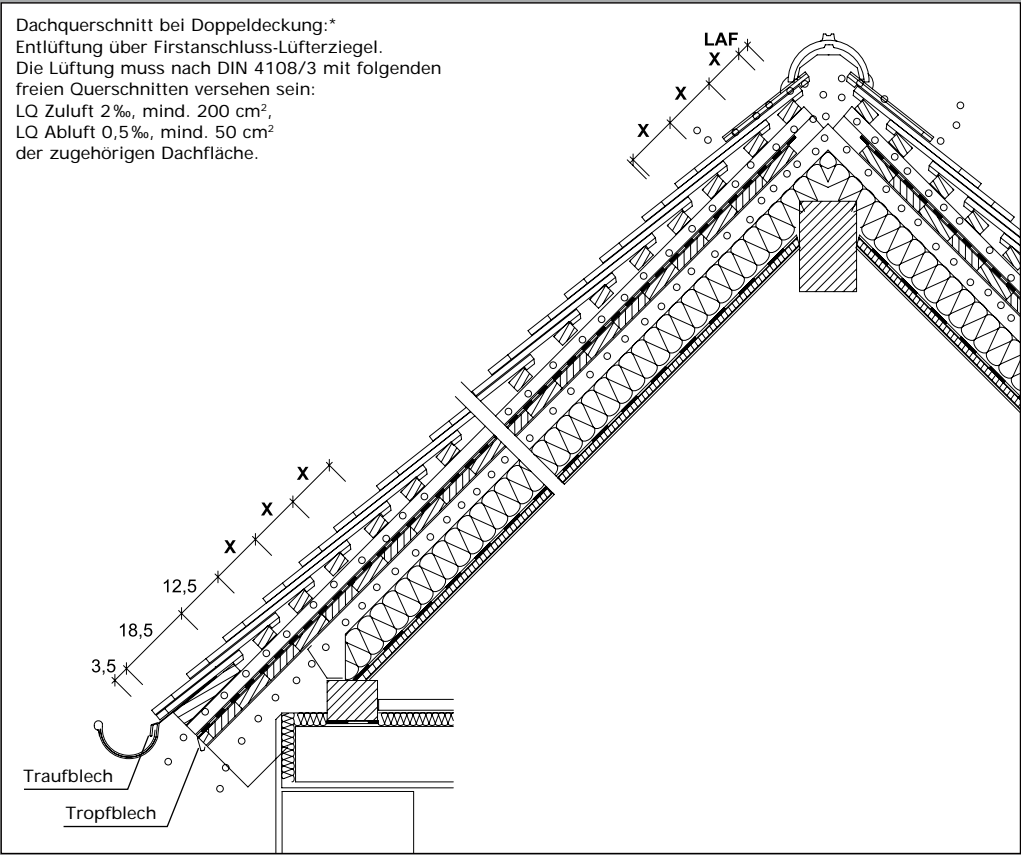 Dachquerschnitt bei Doppeldeckung:*
Entlüftung über Firstanschluss-Lüfterziegel.
Die Lüftung muss nach DIN 4108/3 mit folgenden
freien Querschnitten versehen sein:
LQ Zuluft 2‰, mind. 200 cm²,
LQ Abluft 0,5‰, mind. 50 cm²
der zugehörigen Dachfläche.
LAF
X
X
X
X
X
X
12,5
18,5
3,5
Traufblech
Tropfblech